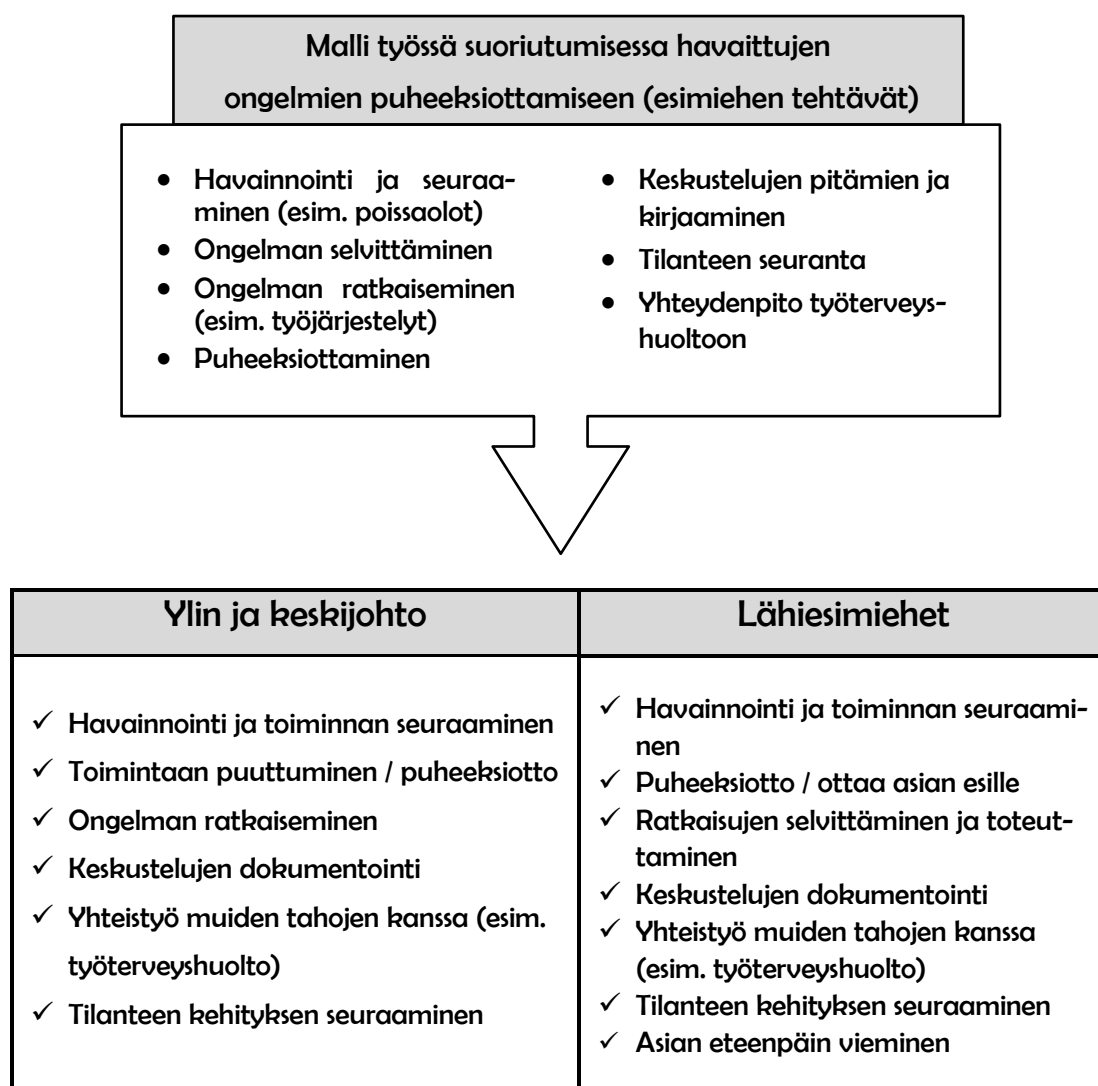 Malli työssä suoriutumisessa havaittujen
ongelmien puheeksiottamiseen (esimiehen tehtävät)
• Havainnointi ja seuraa-
minen (esim. poissaolot)
• Ongelman selvittäminen
• Ongelman ratkaiseminen
(esim. työjärjestelyt)
• Puheeksiottaminen
• Keskustelujen pitämien ja
kirjaaminen
• Tilanteen seuranta
• Yhteydenpito työterveys-
huoltoon
Ylin ja keskijohto
✓ Havainnointi ja toiminnan seuraaminen
✓ Toimintaan puuttuminen / puheeksiotto
✓ Ongelman ratkaiseminen
✓ Keskustelujen dokumentointi
✓ Yhteistyö muiden tahojen kanssa (esim.
työterveyshuolto)
✓ Tilanteen kehityksen seuraaminen
Lähiesimiehet
✓ Havainnointi ja toiminnan seuraami-
nen
✓ Puheeksiotto / ottaa asian esille
✓ Ratkaisujen selvittäminen ja toteut-
taminen
✓ Keskustelujen dokumentointi
✓ Yhteistyö muiden tahojen kanssa
(esim. työterveyshuolto)
✓ Tilanteen kehityksen seuraaminen
✓ Asian eteenpäin vieminen